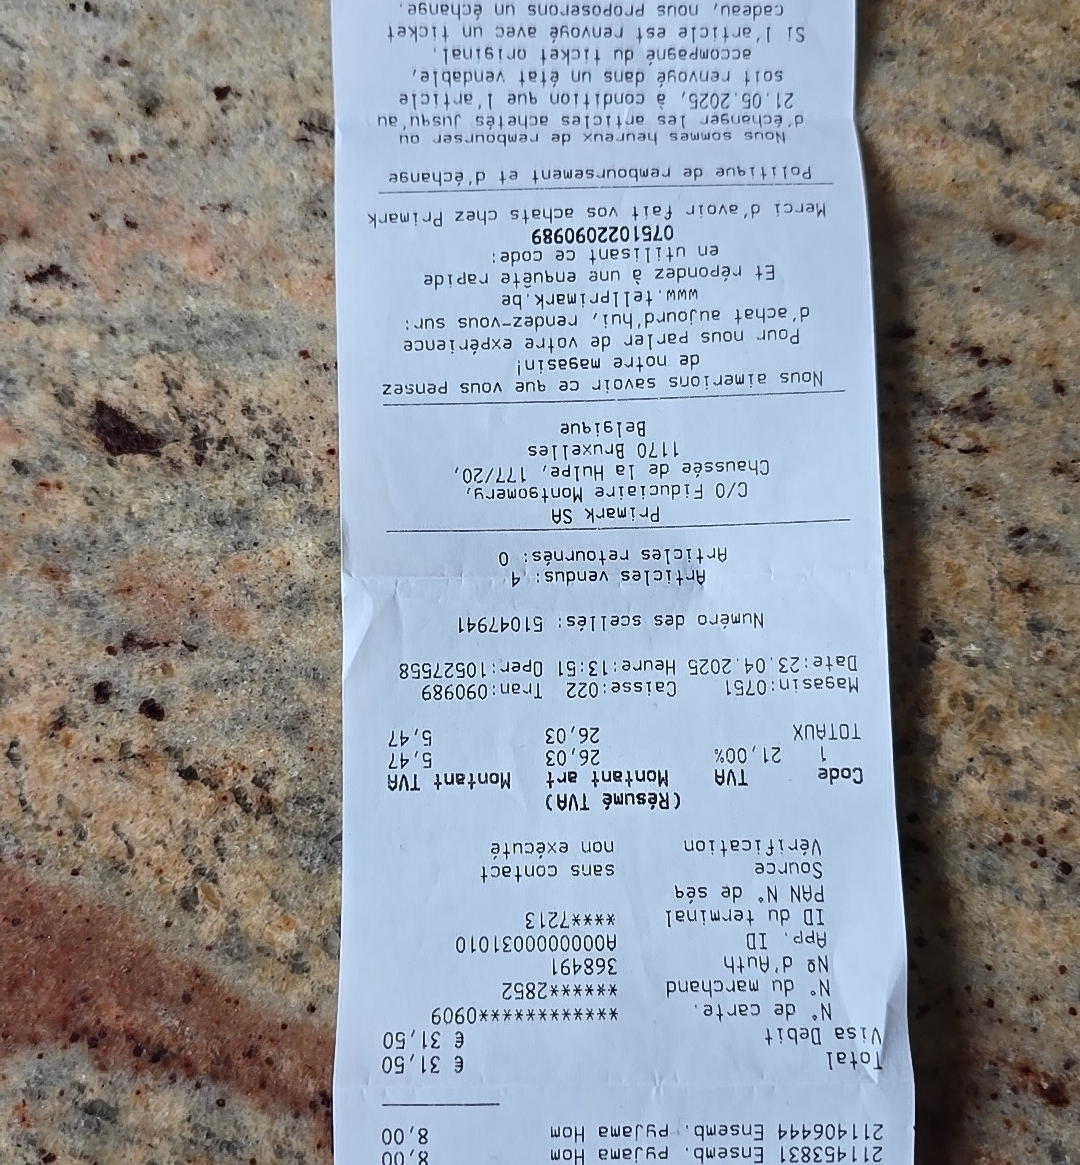 211453831 Ensemb. pyjama Hom 8,00
211406444 Ensemb. pyjama Hom 8,00
Total € 31,50
Visa Debit € 31,50
N° de carte. ************0909
N° du marchand *******2852
Nº d'Auth 368491
App. ID A0000000031010
ID du terminal ****7213
PAN N° de séq
Source sans contact
Vérification non exécuté
(Résumé TVA)
Code TVA Montant art Montant TVA
1 21,00% 26,03 5,47
TOTAUX 26,03 5,47
Magasin:0751 Caisse:022 Tran:090989
Date:23.04.2025 Heure:13:51 Oper:10527558
Numéro des scellés: 51047941
Articles vendus: 4
Articles retournés: 0
Primark SA
C/O Fiduciaire Montgomery,
Chaussée de la Hulpe, 177/20,
1170 Bruxelles
Belgique
Nous aimerions savoir ce que vous pensez
de notre magasin!
Pour nous parler de votre expérience
d'achat aujourd'hui, rendez-vous sur:
www.tellprimark.be
Et répondez à une enquête rapide
en utilisant ce code:
0751022090989
Merci d'avoir fait vos achats chez Primark
Politique de remboursement et d'échange
Nous sommes heureux de rembourser ou
d'échanger les articles achetés jusqu'au
21.05.2025, à condition que l'article
soit renvoyé dans un état vendable,
accompagné du ticket original.
Si l'article est renvoyé avec un ticket
cadeau, nous proposerons un échange.